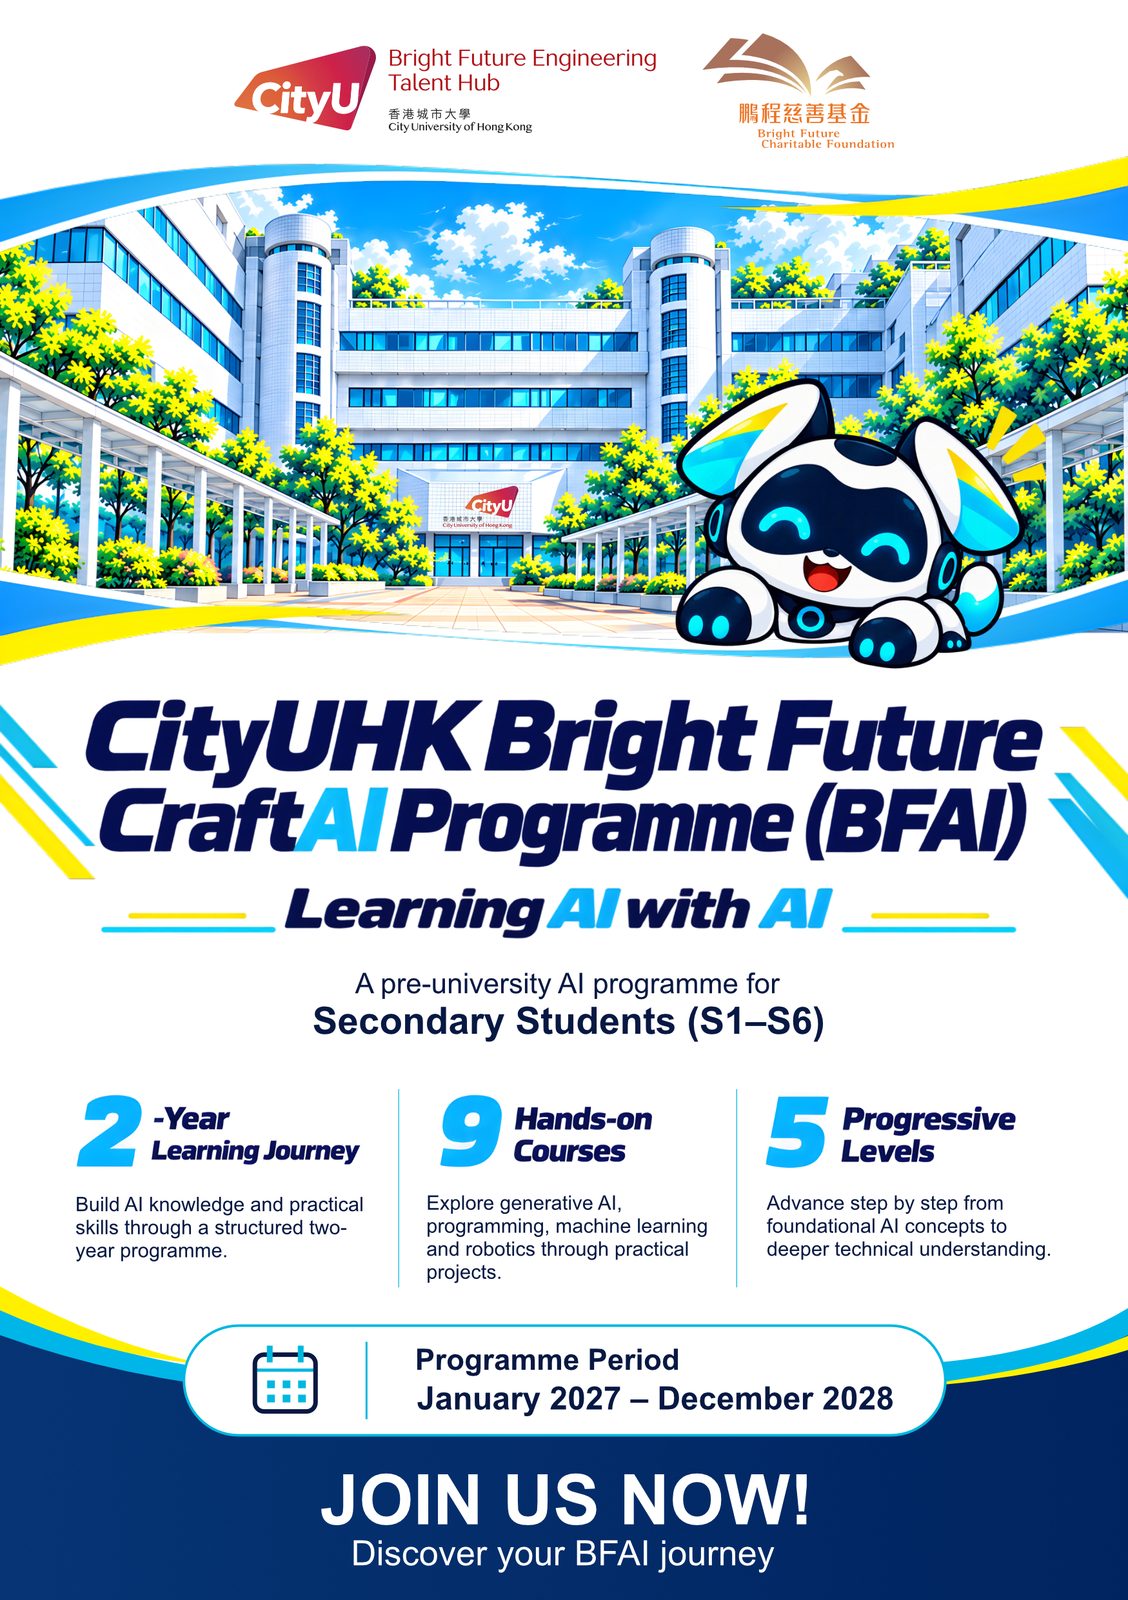 CityU
Bright Future Engineering
Talent Hub
香港城市大學
City University of Hong Kong
鵬程慈善基金
Bright Future
Charitable Foundation
CityU
香港城市大學
City University of Hong Kong
CityUHK Bright Future
CraftAI Programme (BFAI)
Learning AI with AI
A pre-university AI programme for
Secondary Students (S1–S6)
2-Year
Learning Journey
Build AI knowledge and practical
skills through a structured two-
year programme.
9 Hands-on
Courses
Explore generative AI,
programming, machine learning
and robotics through practical
projects.
5 Progressive
Levels
Advance step by step from
foundational AI concepts to
deeper technical understanding.
Programme Period
January 2027 – December 2028
JOIN US NOW!
Discover your BFAI journey